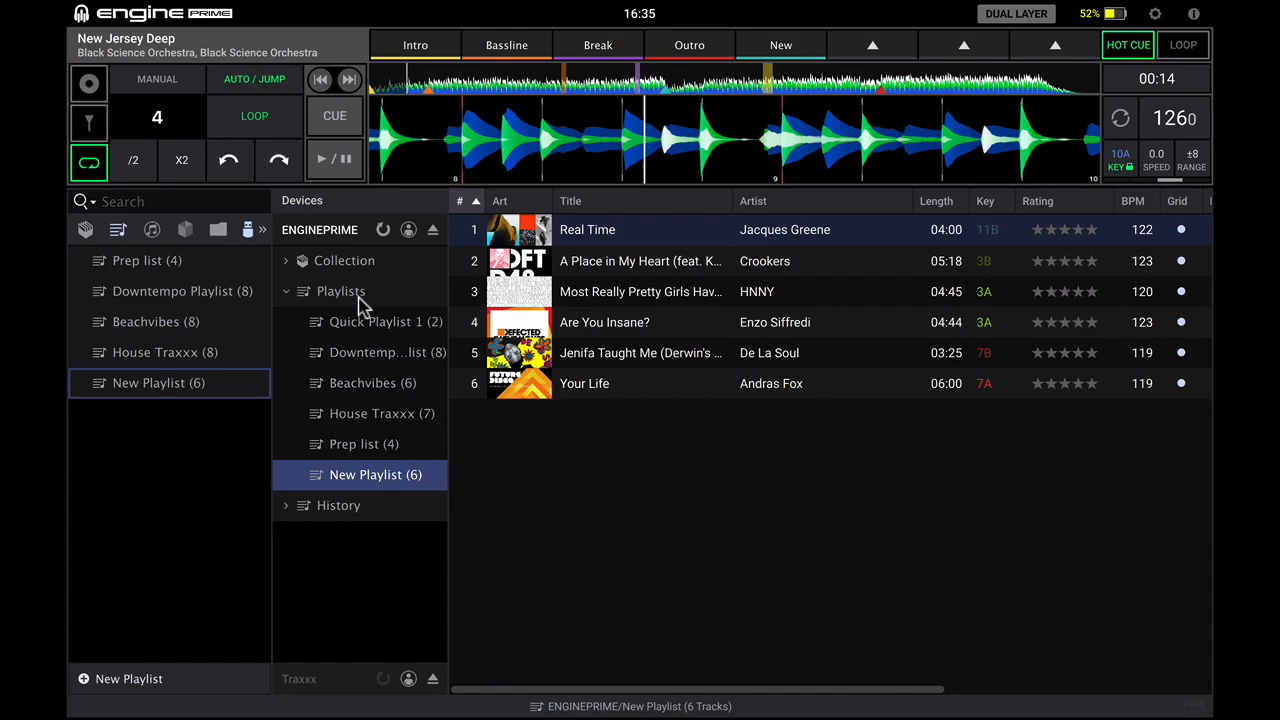 engine PRIME
16:35
DUAL LAYER
52%
New Jersey Deep
Black Science Orchestra, Black Science Orchestra
Intro
Bassline
Break
Outro
New
HOT CUE
LOOP
MANUAL
AUTO / JUMP
4
LOOP
CUE
/2
X2
8
9
10
00:14
1260
10A
KEY
0.0
SPEED
±8
RANGE
Search
Devices
ENGINEPRIME
Prep list (4)
Downtempo Playlist (8)
Beachvibes (8)
House Traxxx (8)
New Playlist (6)
Collection
Playlists
Quick Playlist 1 (2)
Downtemp...list (8)
Beachvibes (6)
House Traxxx (7)
Prep list (4)
New Playlist (6)
History
# Art Title Artist Length Key Rating BPM Grid
1 Real Time Jacques Greene 04:00 11B 122
2 A Place in My Heart (feat. K... Crookers 05:18 3B 123
3 Most Really Pretty Girls Hav... HNNY 04:45 3A 120
4 Are You Insane? Enzo Siffredi 04:44 3A 123
5 Jenifa Taught Me (Derwin's ... De La Soul 03:25 7B 119
6 Your Life Andras Fox 06:00 7A 119
New Playlist
Traxxx
ENGINEPRIME/New Playlist (6 Tracks)